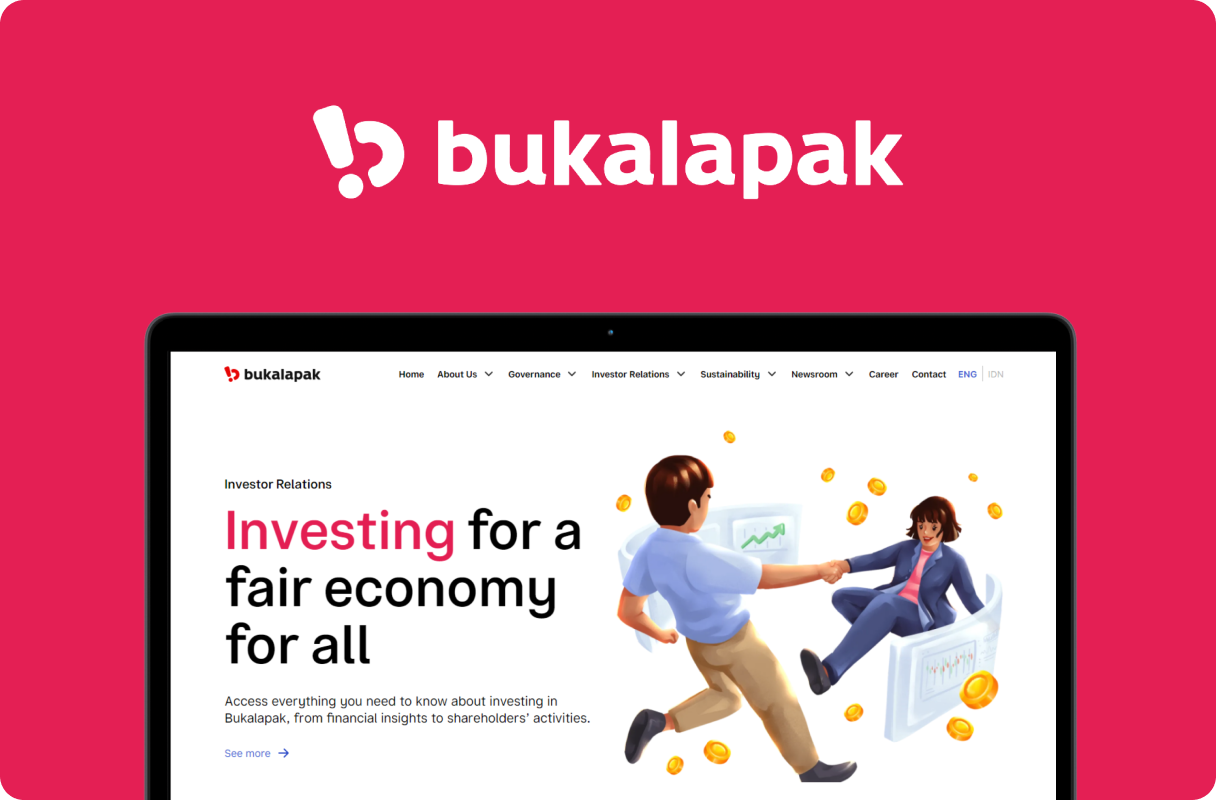 bukalapak
bukalapak
Home About Us Governance Investor Relations Sustainability Newsroom Career Contact ENG IDN
Investor Relations
Investing for a
fair economy
for all
Access everything you need to know about investing in
Bukalapak, from financial insights to shareholders’ activities.
See more